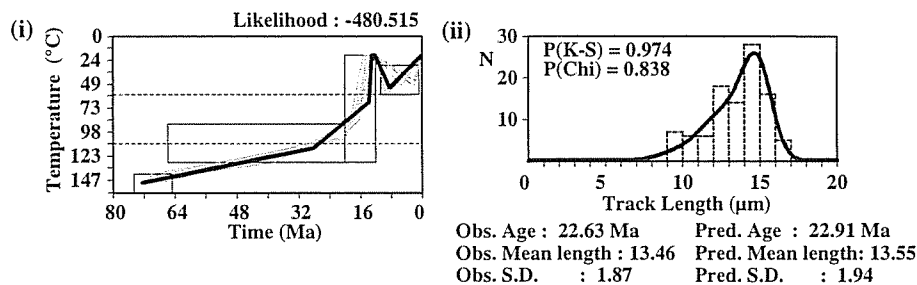 (i)
Likelihood : -480.515
Temperature (°C)
0
24
49
73
98
123
147
80 64 48 32 16 0
Time (Ma)
(ii)
N
30
20
10
0
P(K-S) = 0.974
P(Chi) = 0.838
0 5 10 15 20
Track Length (µm)
Obs. Age : 22.63 Ma Pred. Age : 22.91 Ma
Obs. Mean length : 13.46 Pred. Mean length: 13.55
Obs. S.D. : 1.87 Pred. S.D. : 1.94